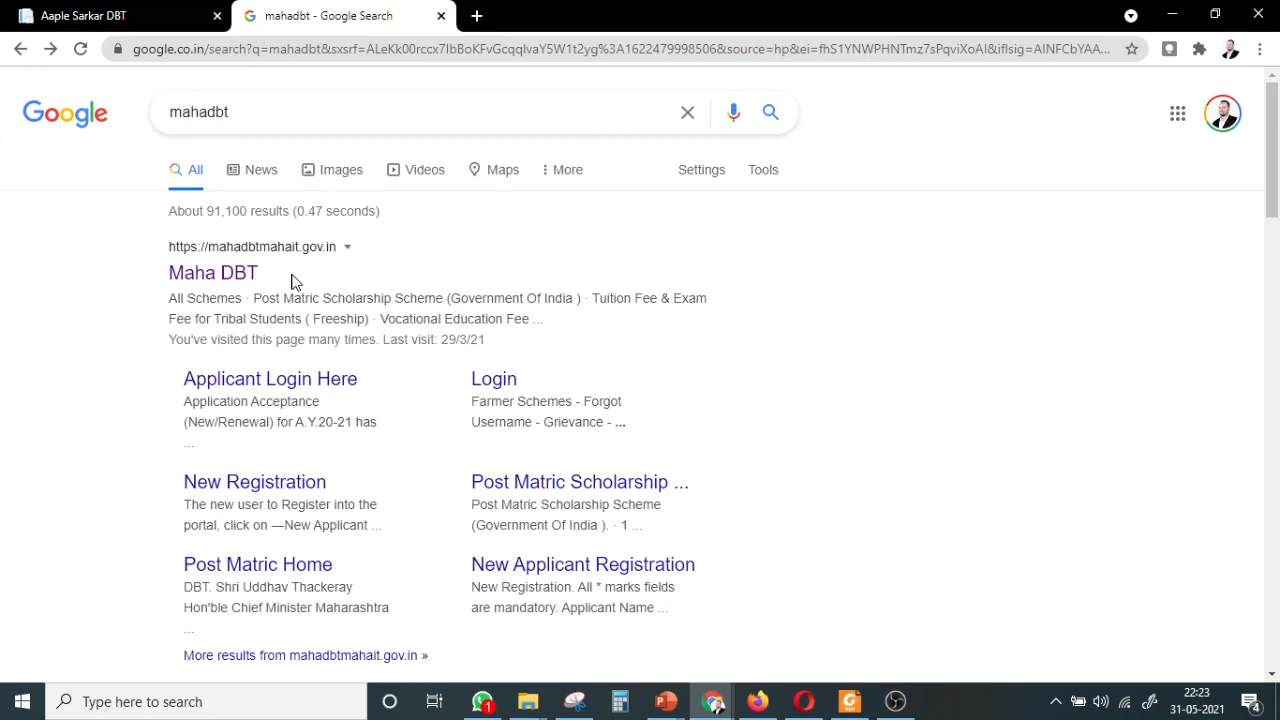 Aaple Sarkar DBT
mahadbt - Google Search
google.co.in/search?q=mahadbt&sxsrf=ALeKk00rccx7IbBoKFvGcqqIvaY5W1t2yg%3A1622479998506&source=hp&ei=fhS1YNWPHNTmz7sPqviXoAI&iflsig=AINFCbYAA...
Google
mahadbt
All News Images Videos Maps More Settings Tools
About 91,100 results (0.47 seconds)
https://mahadbtmahait.gov.in
Maha DBT
All Schemes · Post Matric Scholarship Scheme (Government Of India ) · Tuition Fee & Exam
Fee for Tribal Students ( Freeship) · Vocational Education Fee ...
You've visited this page many times. Last visit: 29/3/21
Applicant Login Here
Application Acceptance
(New/Renewal) for A.Y.20-21 has
...
Login
Farmer Schemes - Forgot
Username - Grievance - ...
New Registration
The new user to Register into the
portal, click on —New Applicant ...
Post Matric Scholarship ...
Post Matric Scholarship Scheme
(Government Of India ). · 1 ...
Post Matric Home
DBT. Shri Uddhav Thackeray
Hon'ble Chief Minister Maharashtra
...
New Applicant Registration
New Registration. All * marks fields
are mandatory. Applicant Name ...
More results from mahadbtmahait.gov.in »
Type here to search
1
22:23
31-05-2021
4